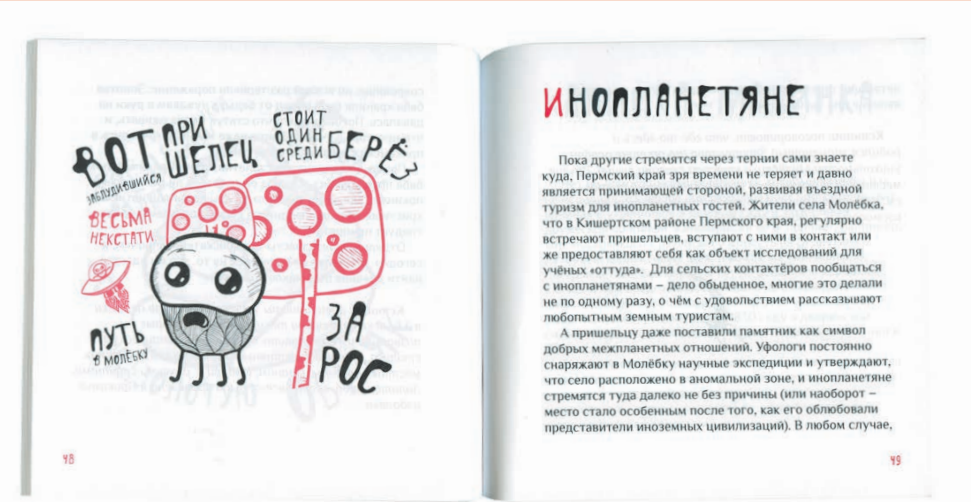 ВОТ ПРИ
ШЕЛЕЦ
ЗАБЛУДИВШИЙСЯ
СТОИТ
ОДИН
СРЕДИ БЕРЁЗ
ВЕСЬМА
НЕКСТАТИ
ПУТЬ
В МОЛЁБКУ
ЗА
РОС
48
ИНОПЛАНЕТЯНЕ
Пока другие стремятся через тернии сами знаете
куда, Пермский край зря времени не теряет и давно
является принимающей стороной, развивая въездной
туризм для инопланетных гостей. Жители села Молёбка,
что в Кишертском районе Пермского края, регулярно
встречают пришельцев, вступают с ними в контакт или
же предоставляют себя как объект исследований для
учёных «оттуда». Для сельских контактёров пообщаться
с инопланетянами – дело обыденное, многие это делали
не по одному разу, о чём с удовольствием рассказывают
любопытным земным туристам.
А пришельцу даже поставили памятник как символ
добрых межпланетных отношений. Уфологи постоянно
снаряжают в Молёбку научные экспедиции и утверждают,
что село расположено в аномальной зоне, и инопланетяне
стремятся туда далеко не без причины (или наоборот –
место стало особенным после того, как его облюбовали
представители иноземных цивилизаций). В любом случае,
49